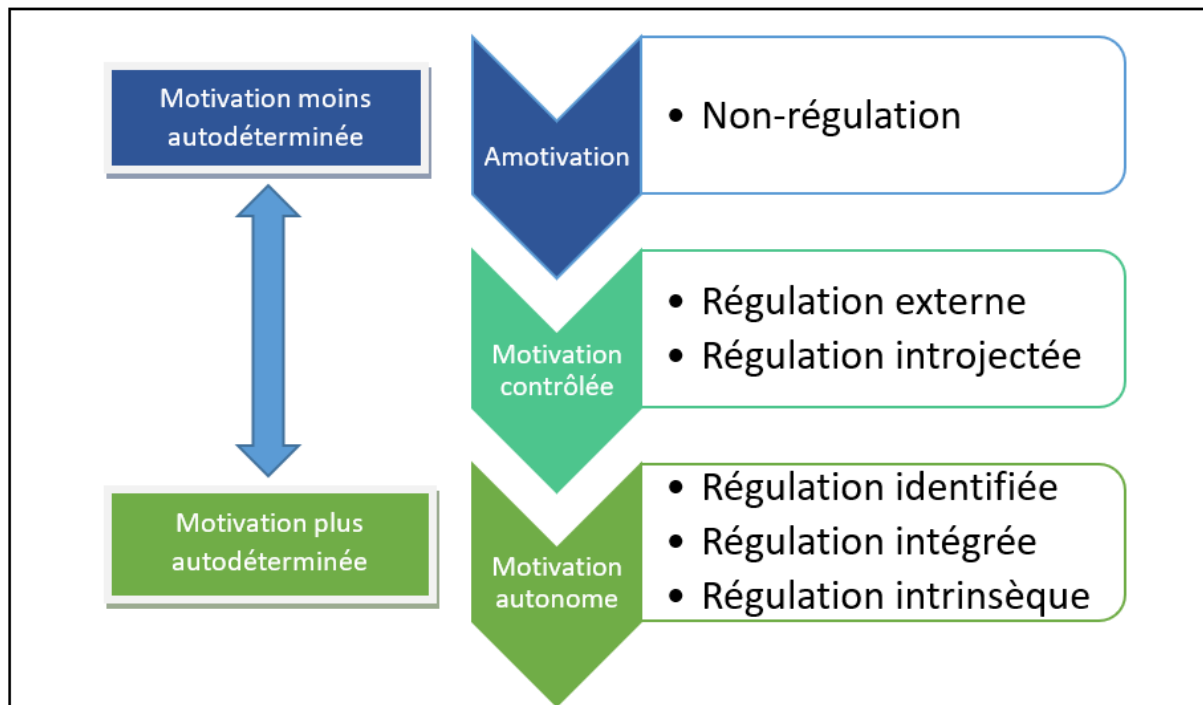 Motivation moins
autodéterminée
Amotivation
• Non-régulation
Motivation
contrôlée
• Régulation externe
• Régulation introjectée
Motivation plus
autodéterminée
Motivation
autonome
• Régulation identifiée
• Régulation intégrée
• Régulation intrinsèque